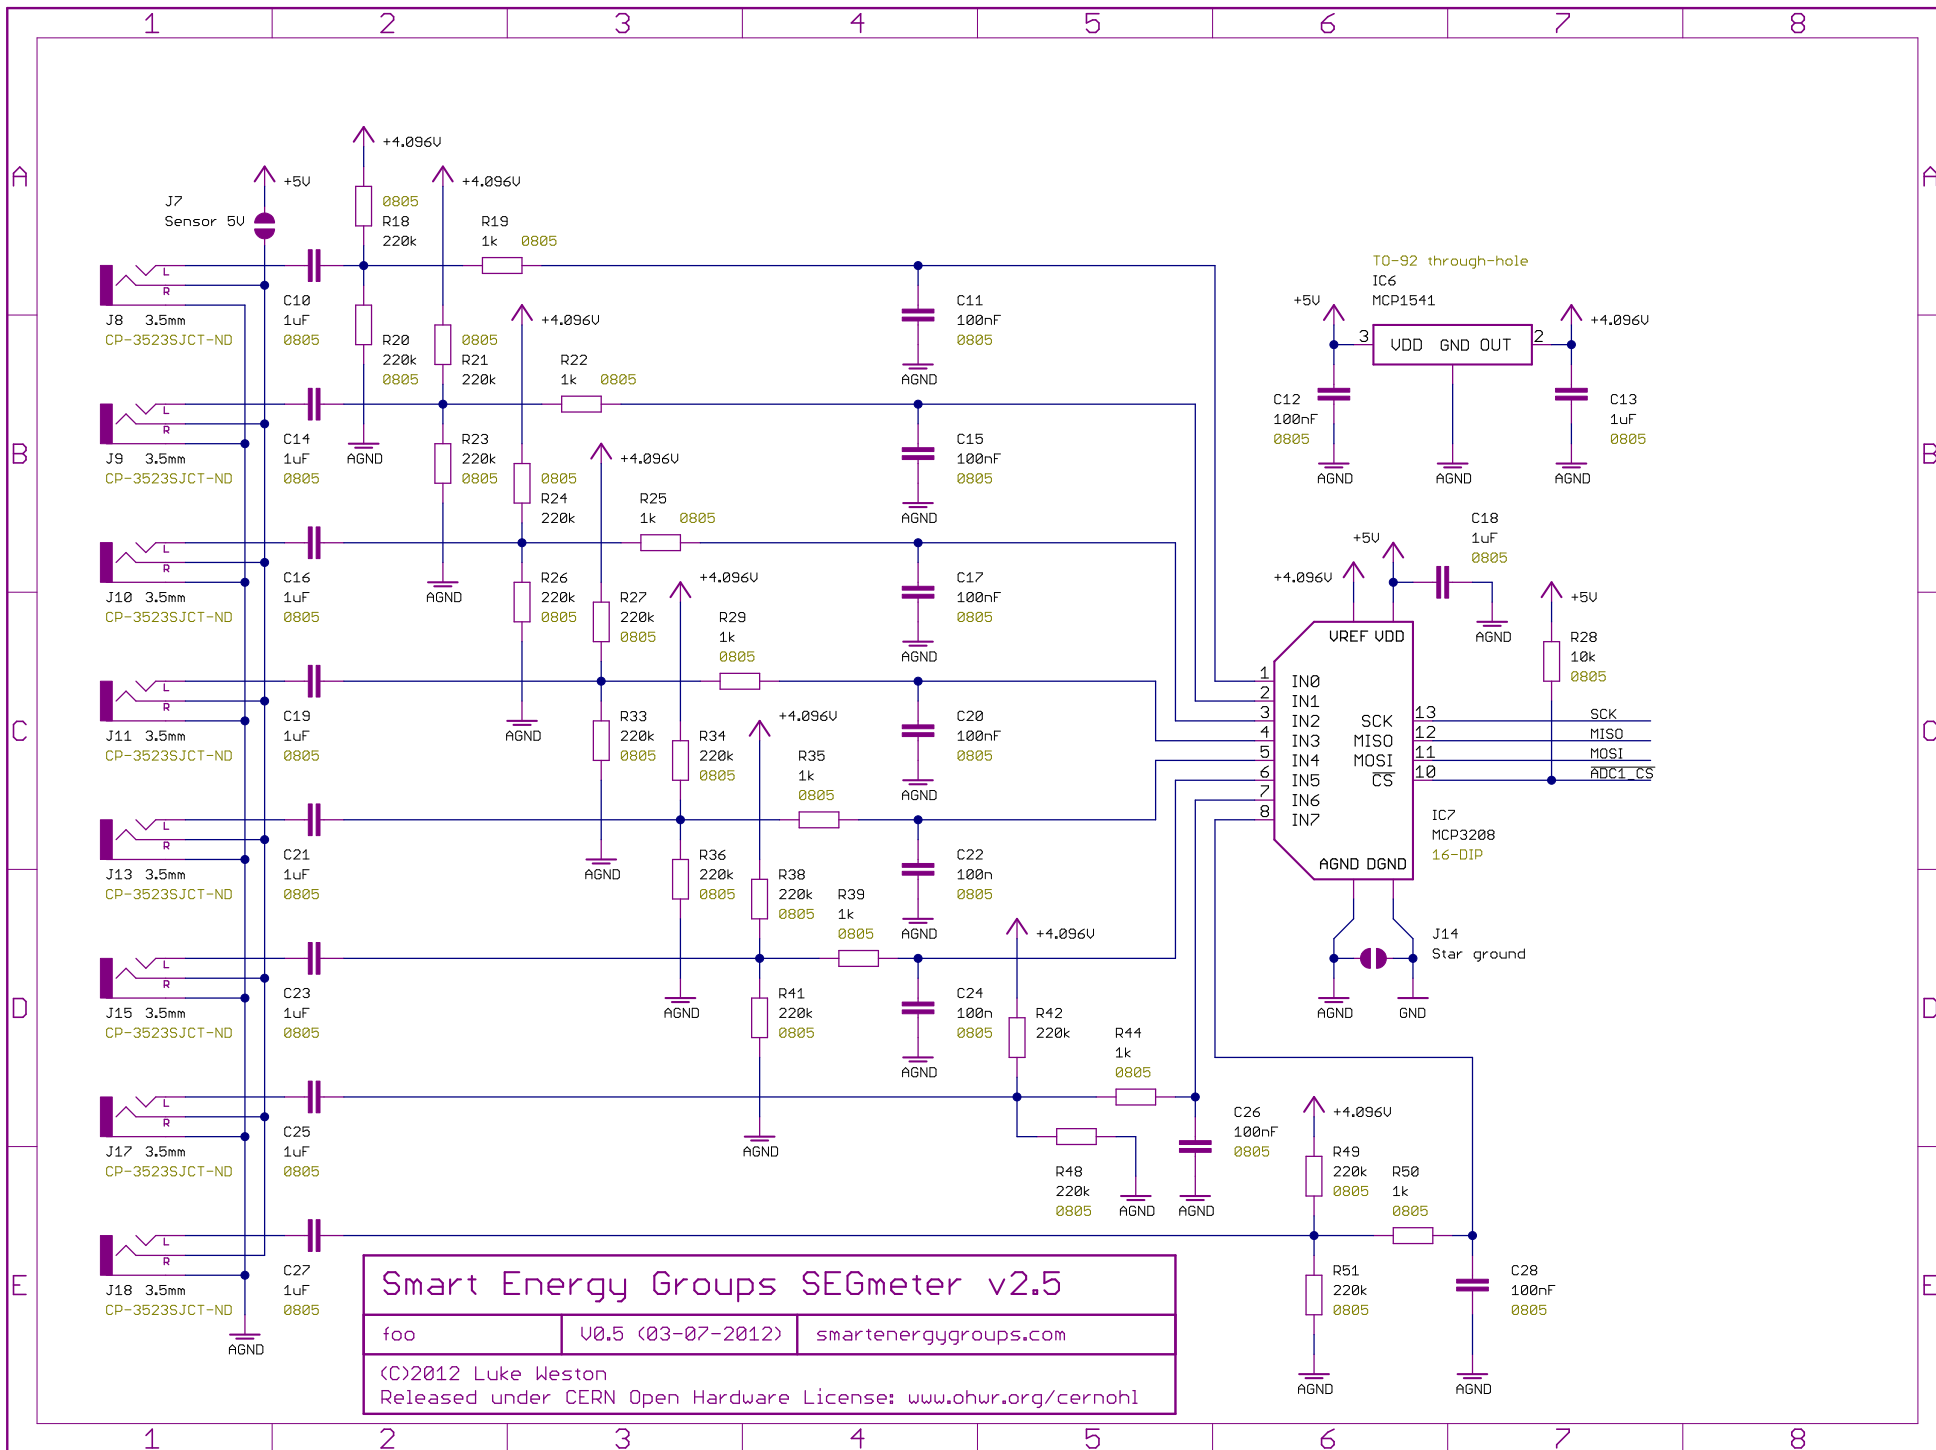 1 2 3 4 5 6 7 8
A A
B B
C C
D D
E E
J7
Sensor 5V
+5V
+4.096V
0805
R18
220k
+4.096V
R19
1k 0805
L
R
J8 3.5mm
CP-3523SJCT-ND
C10
1uF
0805
R20
220k
0805
AGND
0805
R21
220k
+4.096V
R22
1k 0805
C11
100nF
0805
AGND
L
R
J9 3.5mm
CP-3523SJCT-ND
C14
1uF
0805
R23
220k
0805
AGND
0805
R24
220k
+4.096V
R25
1k 0805
C15
100nF
0805
AGND
L
R
J10 3.5mm
CP-3523SJCT-ND
C16
1uF
0805
R26
220k
0805
AGND
R27
220k
0805
+4.096V
R29
1k
0805
C17
100nF
0805
AGND
L
R
J11 3.5mm
CP-3523SJCT-ND
C19
1uF
0805
R33
220k
0805
AGND
R34
220k
0805
+4.096V
R35
1k
0805
C20
100nF
0805
AGND
L
R
J13 3.5mm
CP-3523SJCT-ND
C21
1uF
0805
R36
220k
0805
AGND
R38
220k
0805
R39
1k
0805
C22
100n
0805
AGND
L
R
J15 3.5mm
CP-3523SJCT-ND
C23
1uF
0805
R41
220k
0805
AGND
C24
100n
0805
AGND
+4.096V
R42
220k
R44
1k
0805
L
R
J17 3.5mm
CP-3523SJCT-ND
C25
1uF
0805
R48
220k
0805
AGND
C26
100nF
0805
AGND
+4.096V
R49
220k
0805
R50
1k
0805
L
R
J18 3.5mm
CP-3523SJCT-ND
C27
1uF
0805
AGND
R51
220k
0805
AGND
C28
100nF
0805
AGND
TO-92 through-hole
IC6
MCP1541
+5V
+4.096V
3 VDD GND OUT 2
C12
100nF
0805
AGND
AGND
C13
1uF
0805
AGND
C18
1uF
0805
+5V
+4.096V
AGND
+5V
R28
10k
0805
VREF VDD
1 IN0
2 IN1
3 IN2
4 IN3
5 IN4
6 IN5
7 IN6
8 IN7
SCK 13 SCK
MISO 12 MISO
MOSI 11 MOSI
CS 10 ADC1_CS
AGND DGND
IC7
MCP3208
16-DIP
J14
Star ground
AGND
GND
Smart Energy Groups SEGmeter v2.5
foo V0.5 (03-07-2012) smartenergygroups.com
(C)2012 Luke Weston
Released under CERN Open Hardware License: www.ohwr.org/cernohl
1 2 3 4 5 6 7 8